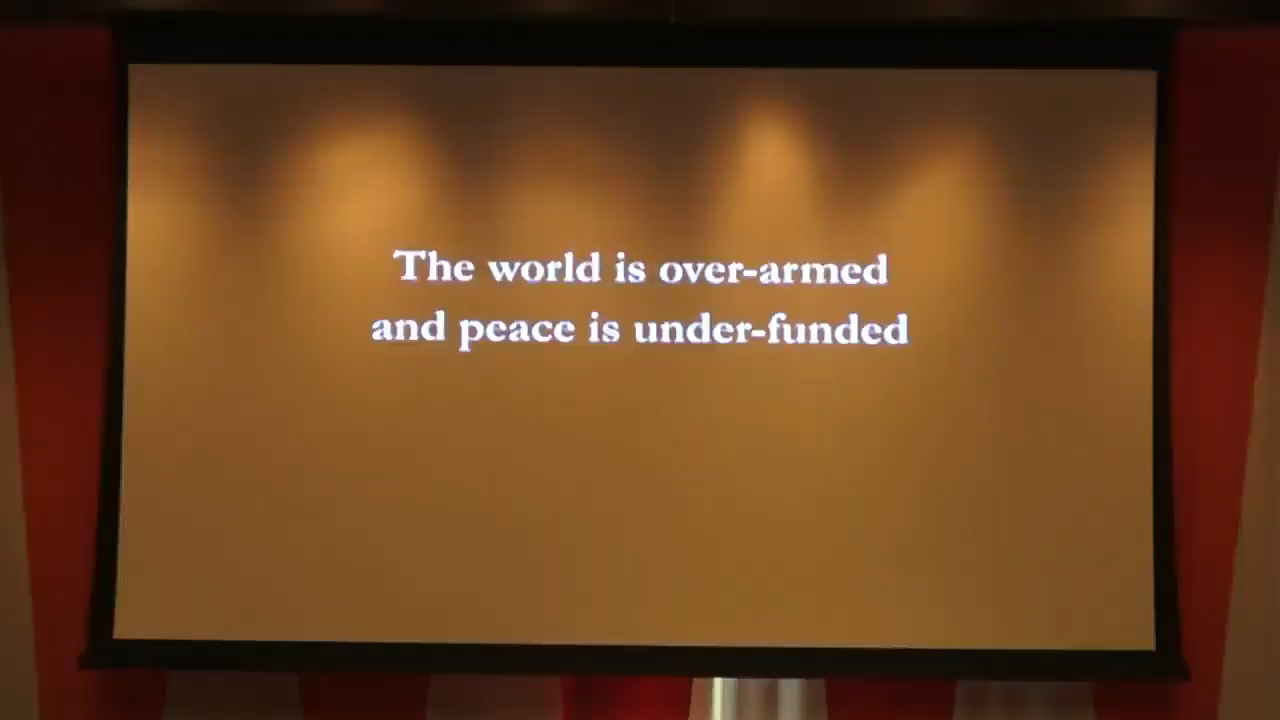 The world is over-armed
and peace is under-funded